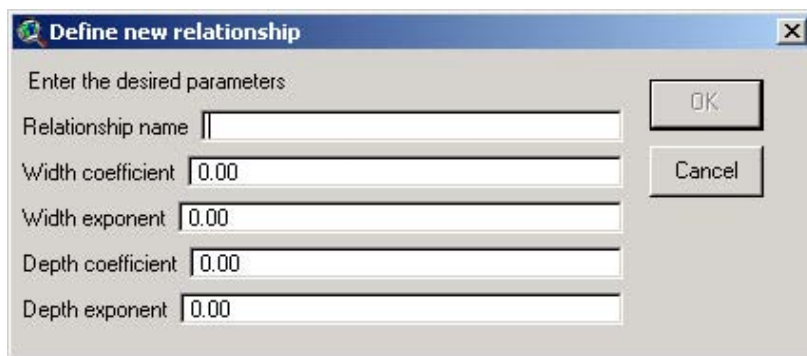 Define new relationship
Enter the desired parameters
OK
Relationship name
Cancel
Width coefficient 0.00
Width exponent 0.00
Depth coefficient 0.00
Depth exponent 0.00